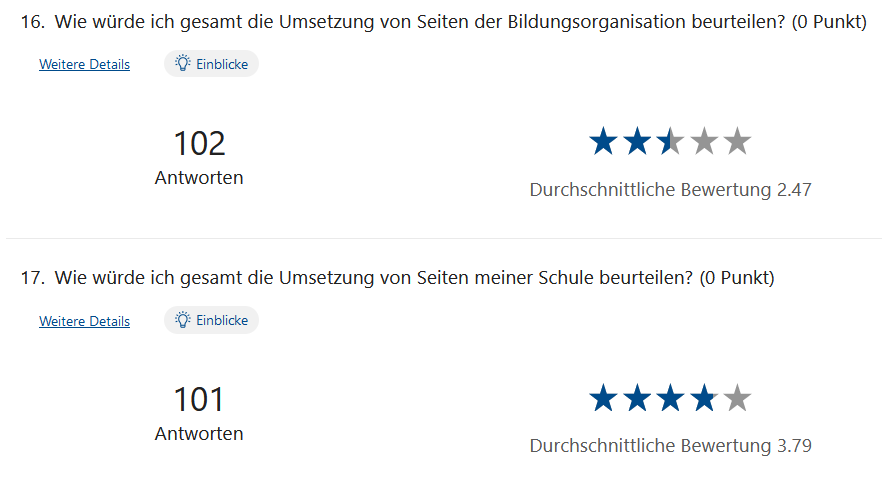 16. Wie würde ich gesamt die Umsetzung von Seiten der Bildungsorganisation beurteilen? (0 Punkt)
Weitere Details Einblicke
102
Antworten
Durchschnittliche Bewertung 2.47
17. Wie würde ich gesamt die Umsetzung von Seiten meiner Schule beurteilen? (0 Punkt)
Weitere Details Einblicke
101
Antworten
Durchschnittliche Bewertung 3.79